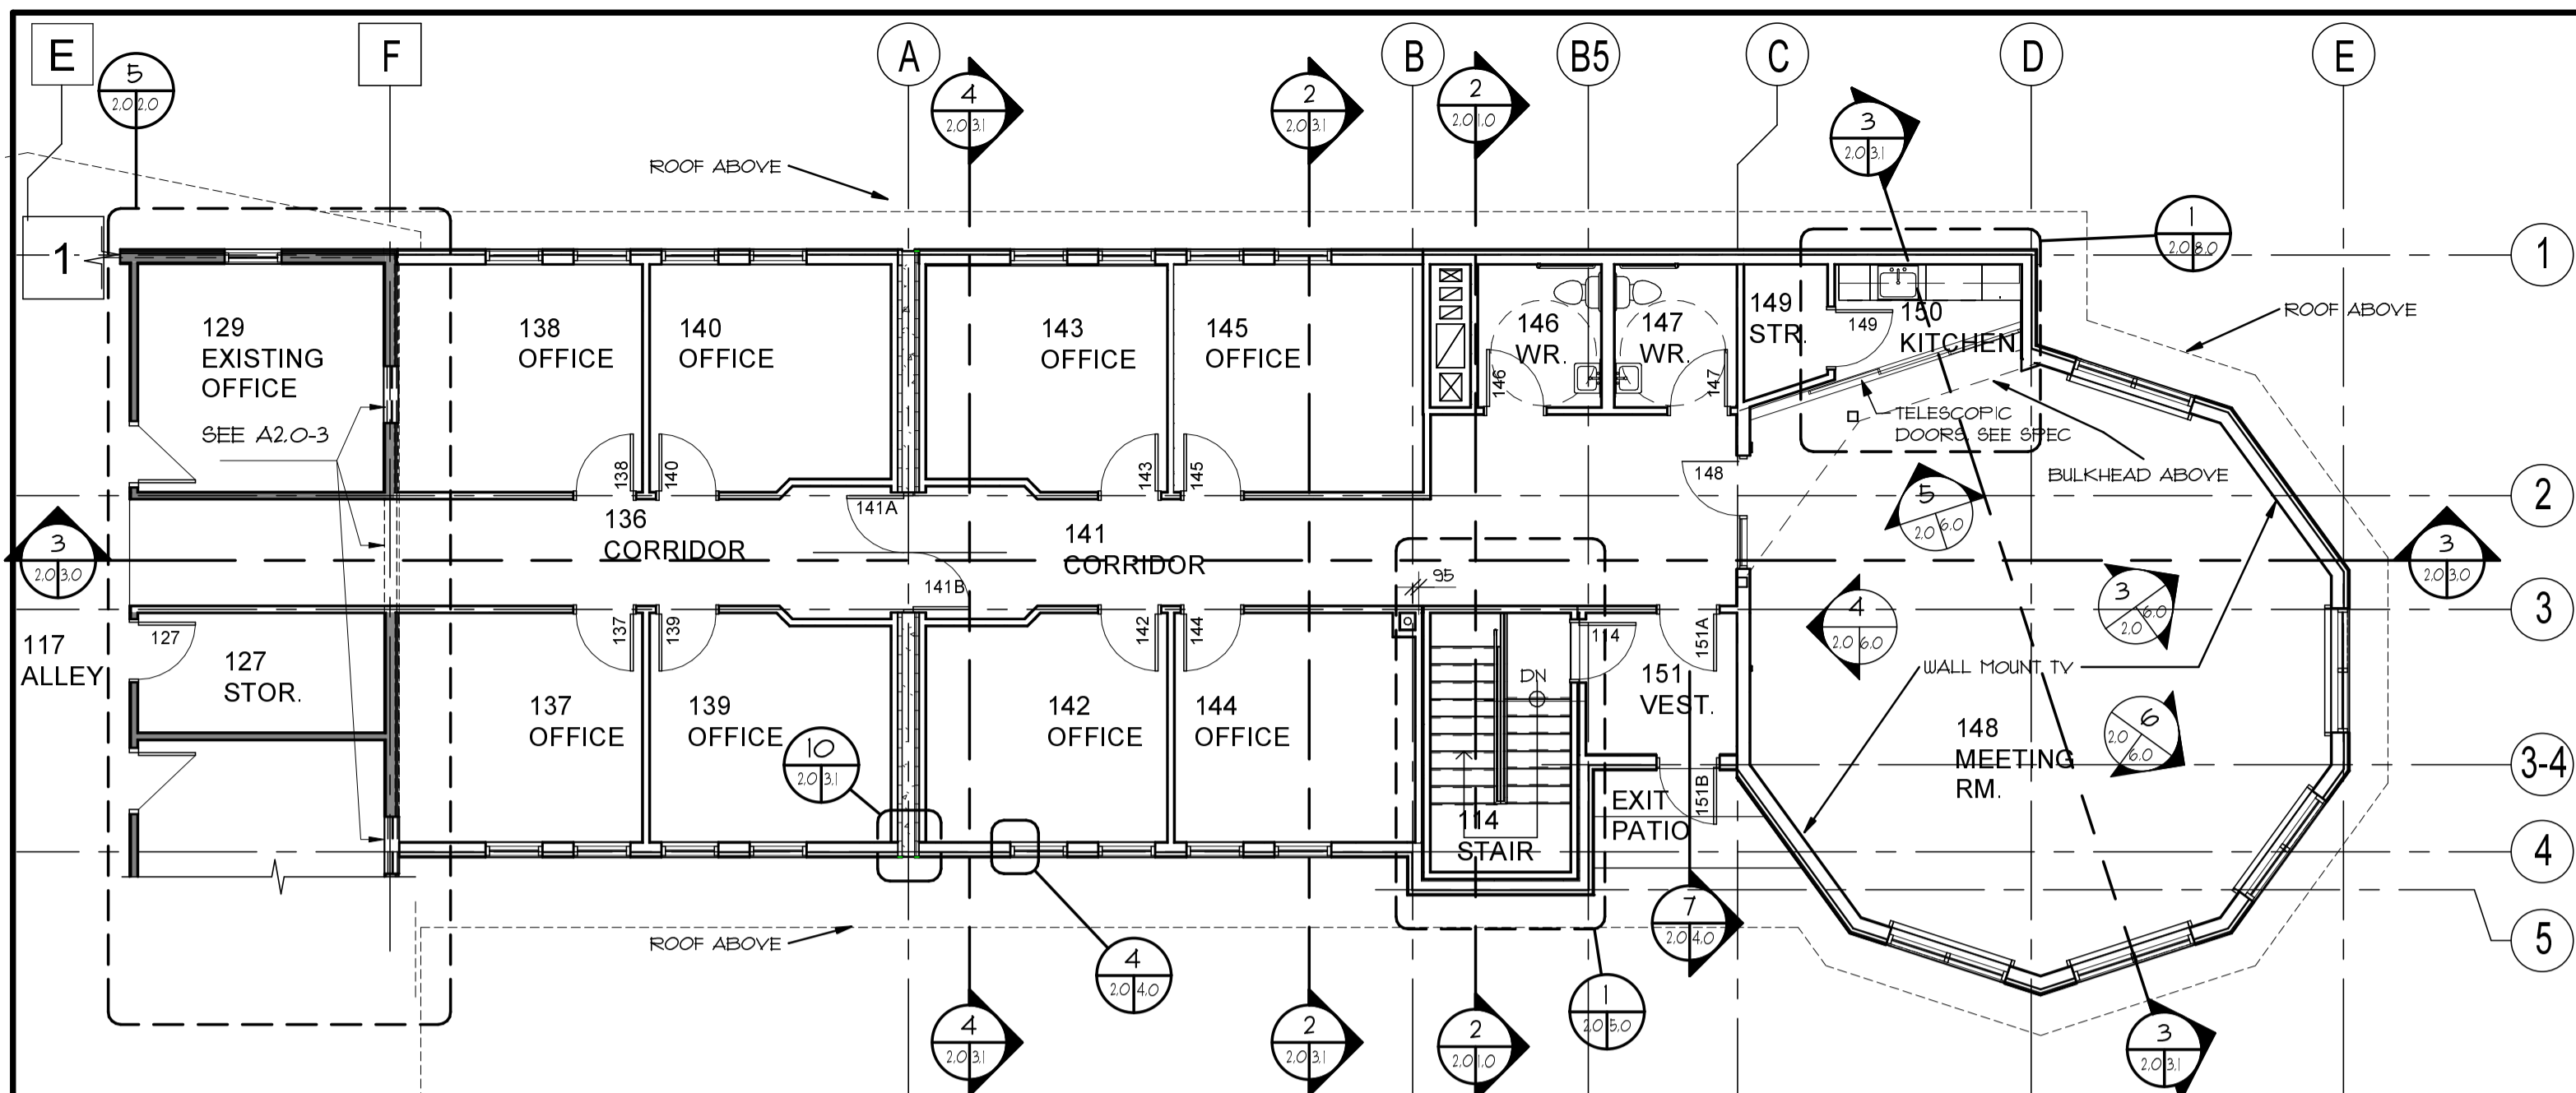 E
F
A
B
B5
C
D
E
5
2.0 2.0
4
2.0 3.1
2
2.0 3.1
2
2.0 1.0
3
2.0 3.1
ROOF ABOVE
1
2.0 8.0
1
1
129
EXISTING
OFFICE
138
OFFICE
140
OFFICE
143
OFFICE
145
OFFICE
146
WR.
147
WR.
149
STR.
149
150
KITCHEN
ROOF ABOVE
SEE A2.0-3
146
147
TELESCOPIC
DOORS, SEE SPEC
BULKHEAD ABOVE
138
140
143
145
148
2
141A
136
CORRIDOR
141
CORRIDOR
5
2.0 6.0
3
2.0 3.0
3
2.0 3.0
141B
95
3
2.0 6.0
4
2.0 6.0
3
127
137
139
142
144
114
151A
117
ALLEY
127
STOR.
WALL MOUNT TV
DN
151
VEST.
137
OFFICE
139
OFFICE
142
OFFICE
144
OFFICE
148
MEETING
RM.
6
2.0 6.0
10
2.0 3.1
3-4
151B
EXIT
PATIO
114
STAIR
4
7
2.0 4.0
5
ROOF ABOVE
4
2.0 4.0
1
2.0 5.0
4
2.0 3.1
2
2.0 3.1
2
2.0 1.0
3
2.0 3.1